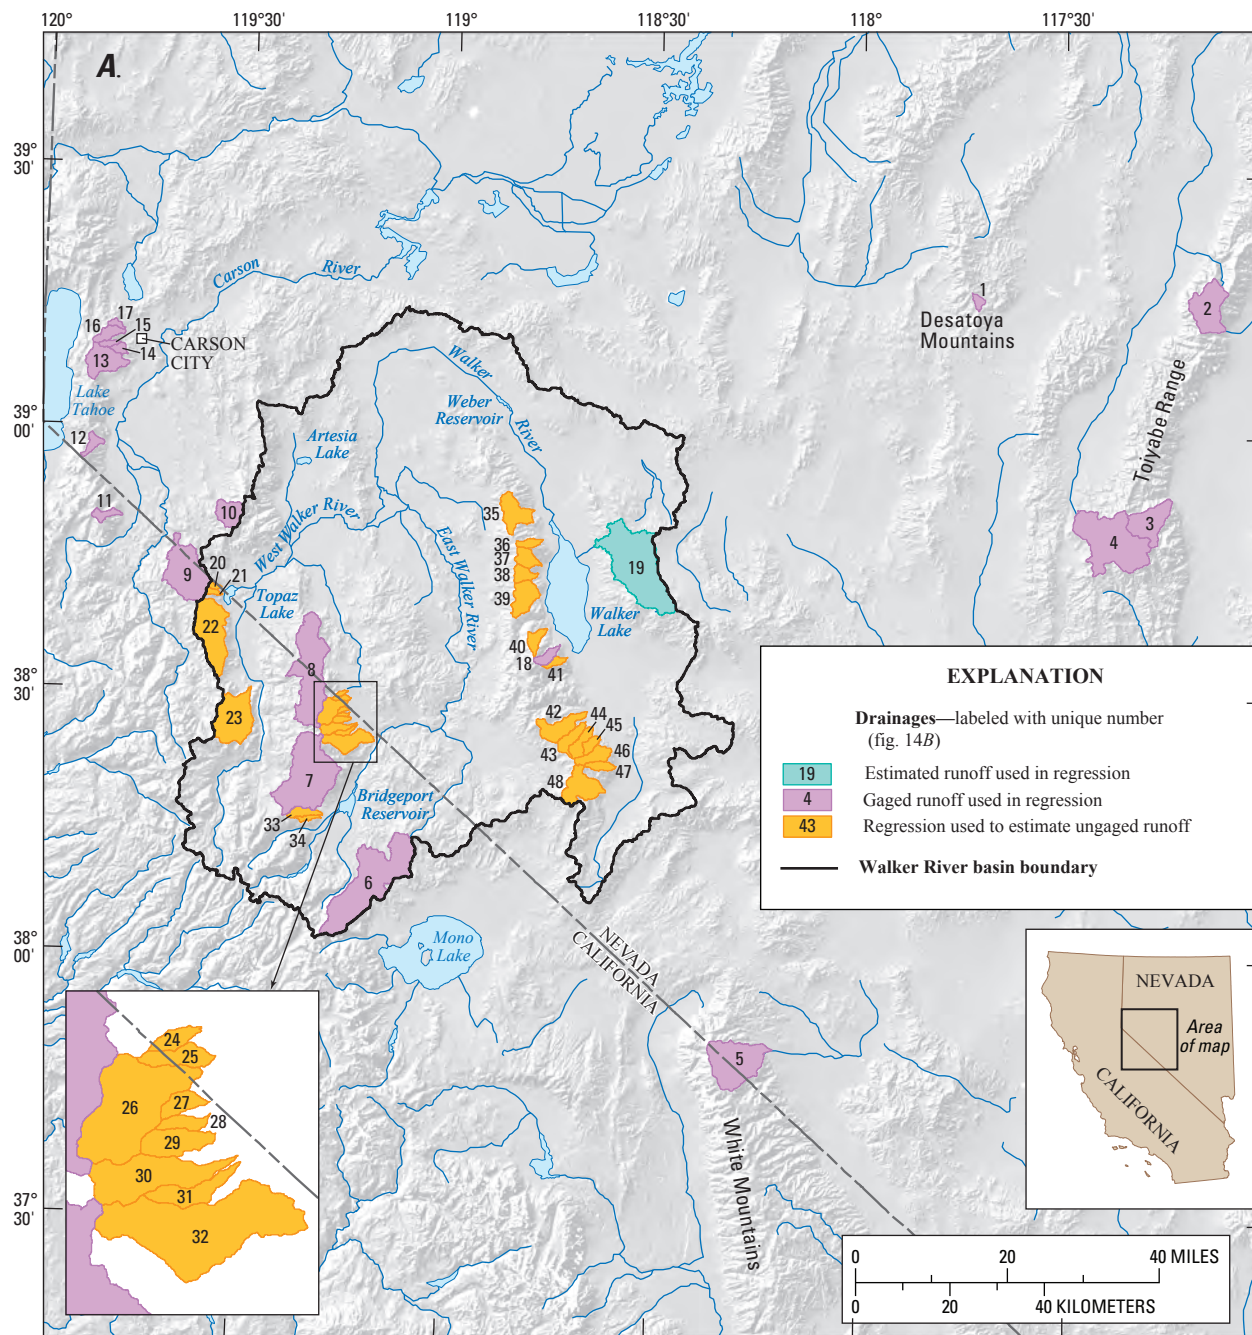 120°
119°30'
119°
118°30'
118°
117°30'
A.
39°
30'
Carson
River
1
Desatoya
Mountains
2
17
16
15
CARSON
CITY
14
13
Lake
Tahoe
Walker
Weber
Reservoir
River
Toiyabe Range
39°
00'
12
Artesia
Lake
11
10
West Walker River
East Walker River
35
36
37
38
39
19
3
4
9
20
21
Topaz
Lake
22
Walker
Lake
40
18
41
8
38°
30'
23
42
44
45
43
46
47
48
7
Bridgeport
Reservoir
33
34
6
EXPLANATION
Drainages—labeled with unique number
(fig. 14B)
19 Estimated runoff used in regression
4 Gaged runoff used in regression
43 Regression used to estimate ungaged runoff
Walker River basin boundary
38°
00'
Mono
Lake
NEVADA
CALIFORNIA
5
White Mountains
NEVADA
Area
of map
CALIFORNIA
24
25
26
27
28
29
30
31
32
37°
30'
0 20 40 MILES
0 20 40 KILOMETERS